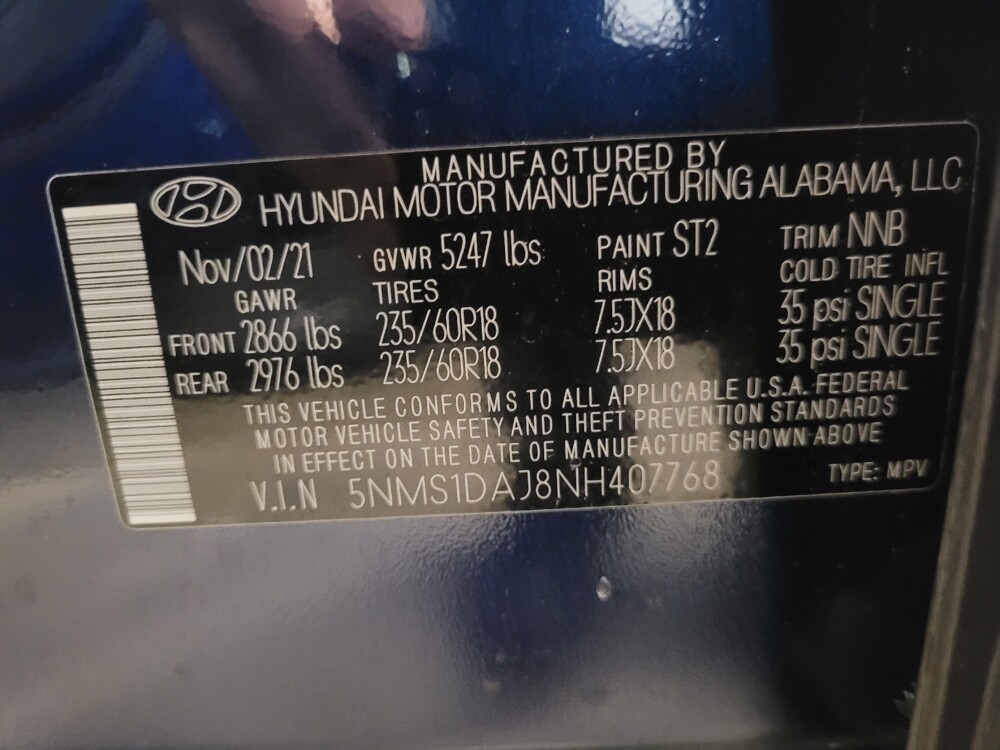 MANUFACTURED BY
HYUNDAI MOTOR MANUFACTURING ALABAMA, LLC
Nov/02/21 GVWR 5247 lbs PAINT ST2 TRIM NNB
GAWR TIRES RIMS COLD TIRE INFL
FRONT 2866 lbs 235/60R18 7.5JX18 35 psi SINGLE
REAR 2976 lbs 235/60R18 7.5JX18 35 psi SINGLE
THIS VEHICLE CONFORMS TO ALL APPLICABLE U.S.A. FEDERAL
MOTOR VEHICLE SAFETY AND THEFT PREVENTION STANDARDS
IN EFFECT ON THE DATE OF MANUFACTURE SHOWN ABOVE
V.I.N 5NMS1DAJ8NH407768 TYPE: MPV